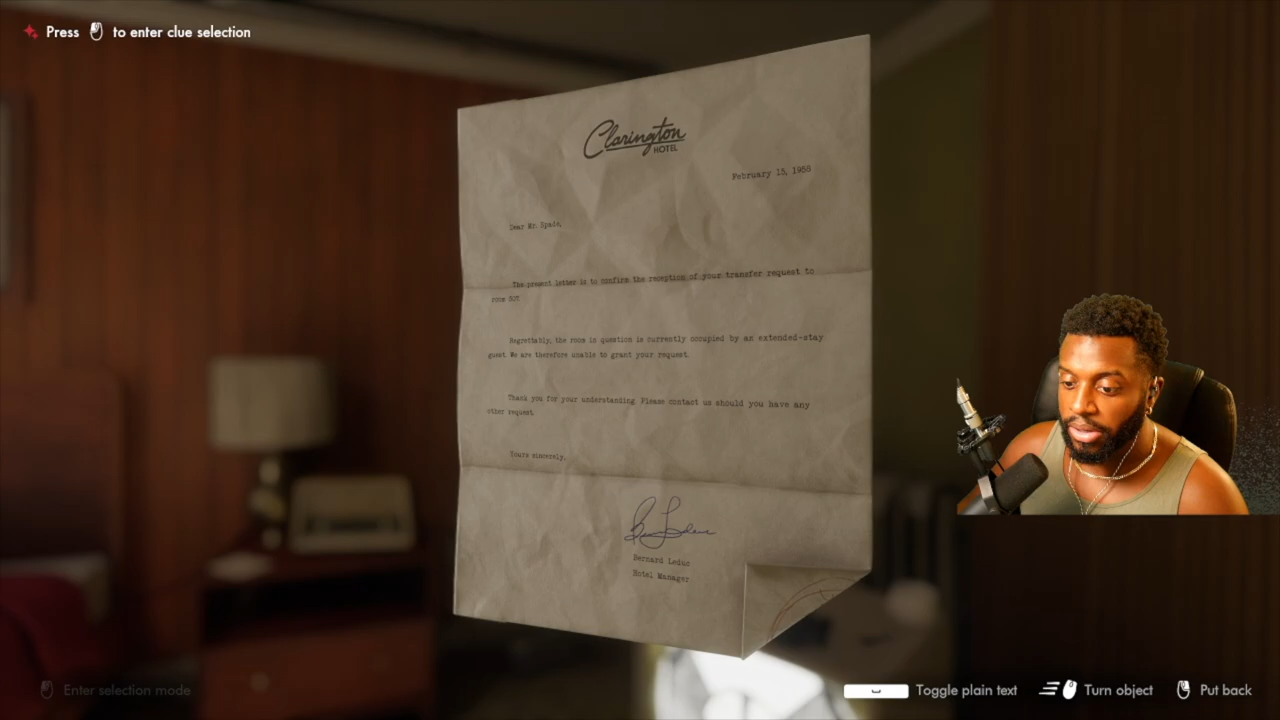 Press to enter clue selection
Clarington
HOTEL
February 15, 1958
Dear Mr. Spade,
The present letter is to confirm the reception of your transfer request to
room
Regrettably, the room in question is currently occupied by an extended-stay
guest. We are therefore unable to grant your request.
Thank you for your understanding. Please contact us should you have any
other request.
Yours sincerely,
Bernard Ledus
Hotel Manager
Enter selection mode
Toggle plain text
Turn object
Put back